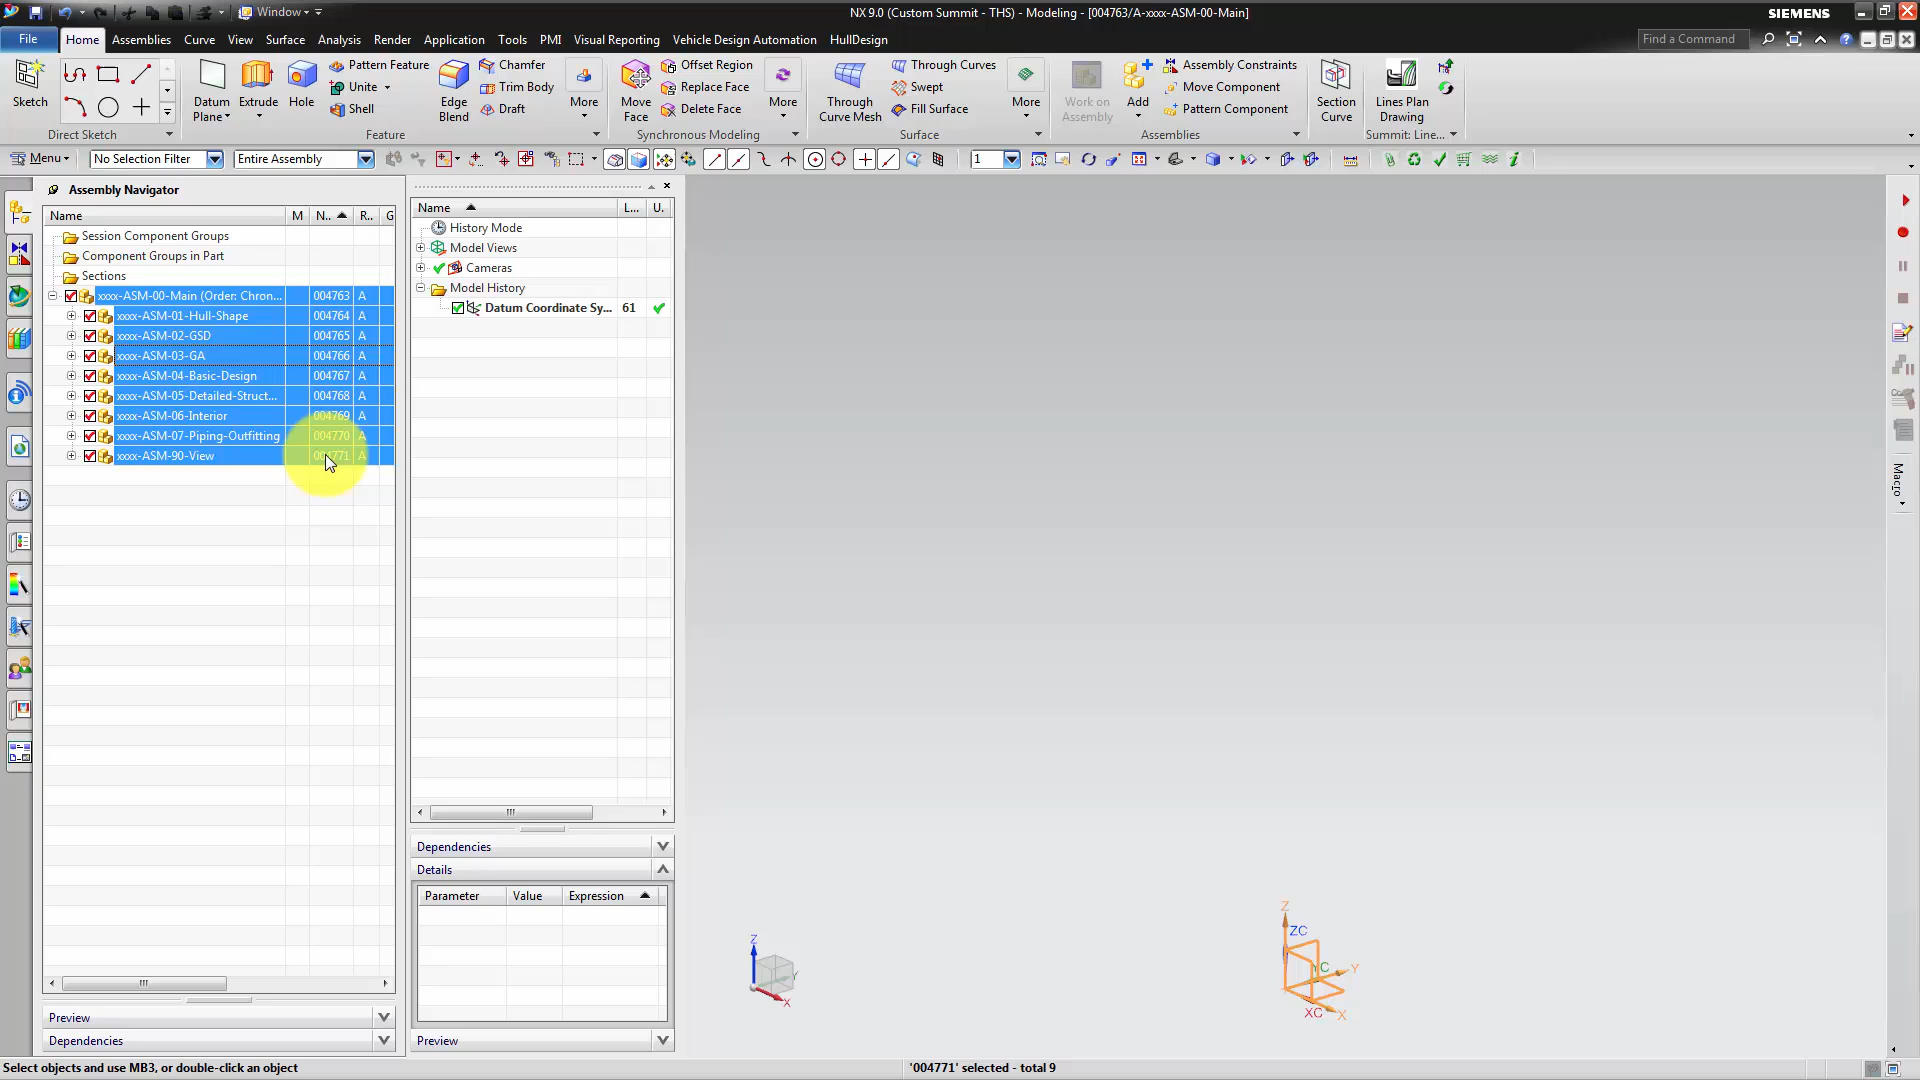 Window
NX 9.0 (Custom Summit - THS) - Modeling - [004763/A-xxxx-ASM-00-Main]
SIEMENS
File Home Assemblies Curve View Surface Analysis Render Application Tools PMI Visual Reporting Vehicle Design Automation HullDesign
Find a Command
Sketch
Datum Plane
Extrude
Hole
Pattern Feature
Unite
Shell
Edge Blend
Chamfer
Trim Body
Draft
More
Move Face
Offset Region
Replace Face
Delete Face
More
Through Curve Mesh
Through Curves
Swept
Fill Surface
More
Work on Assembly
Add
Assembly Constraints
Move Component
Pattern Component
Section Curve
Lines Plan Drawing
Direct Sketch Feature Synchronous Modeling Surface Assemblies Summit: Line...
Menu No Selection Filter Entire Assembly 1
Assembly Navigator
Name M N.. R.. G
Session Component Groups
Component Groups in Part
Sections
xxxx-ASM-00-Main (Order: Chron... 004763 A
xxxx-ASM-01-Hull-Shape 004764 A
xxxx-ASM-02-GSD 004765 A
xxxx-ASM-03-GA 004766 A
xxxx-ASM-04-Basic-Design 004767 A
xxxx-ASM-05-Detailed-Struct... 004768 A
xxxx-ASM-06-Interior 004769 A
xxxx-ASM-07-Piping-Outfitting 004770 A
xxxx-ASM-90-View 004771 A
Preview
Dependencies
Name L... U.
History Mode
Model Views
Cameras
Model History
Datum Coordinate Sy... 61
Dependencies
Details
Parameter Value Expression
Preview
Z
X
Z
ZC
YC
Y
XC
X
Macro
Select objects and use MB3, or double-click an object
'004771' selected - total 9